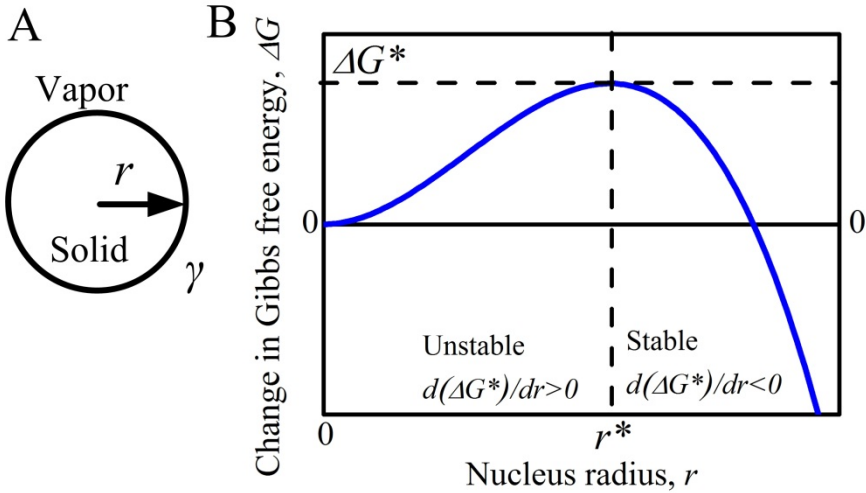 A
Vapor
r
Solid
γ
B
Change in Gibbs free energy, ΔG
ΔG*
0
0
Unstable
d(ΔG*)/dr>0
Stable
d(ΔG*)/dr<0
0
r*
Nucleus radius, r